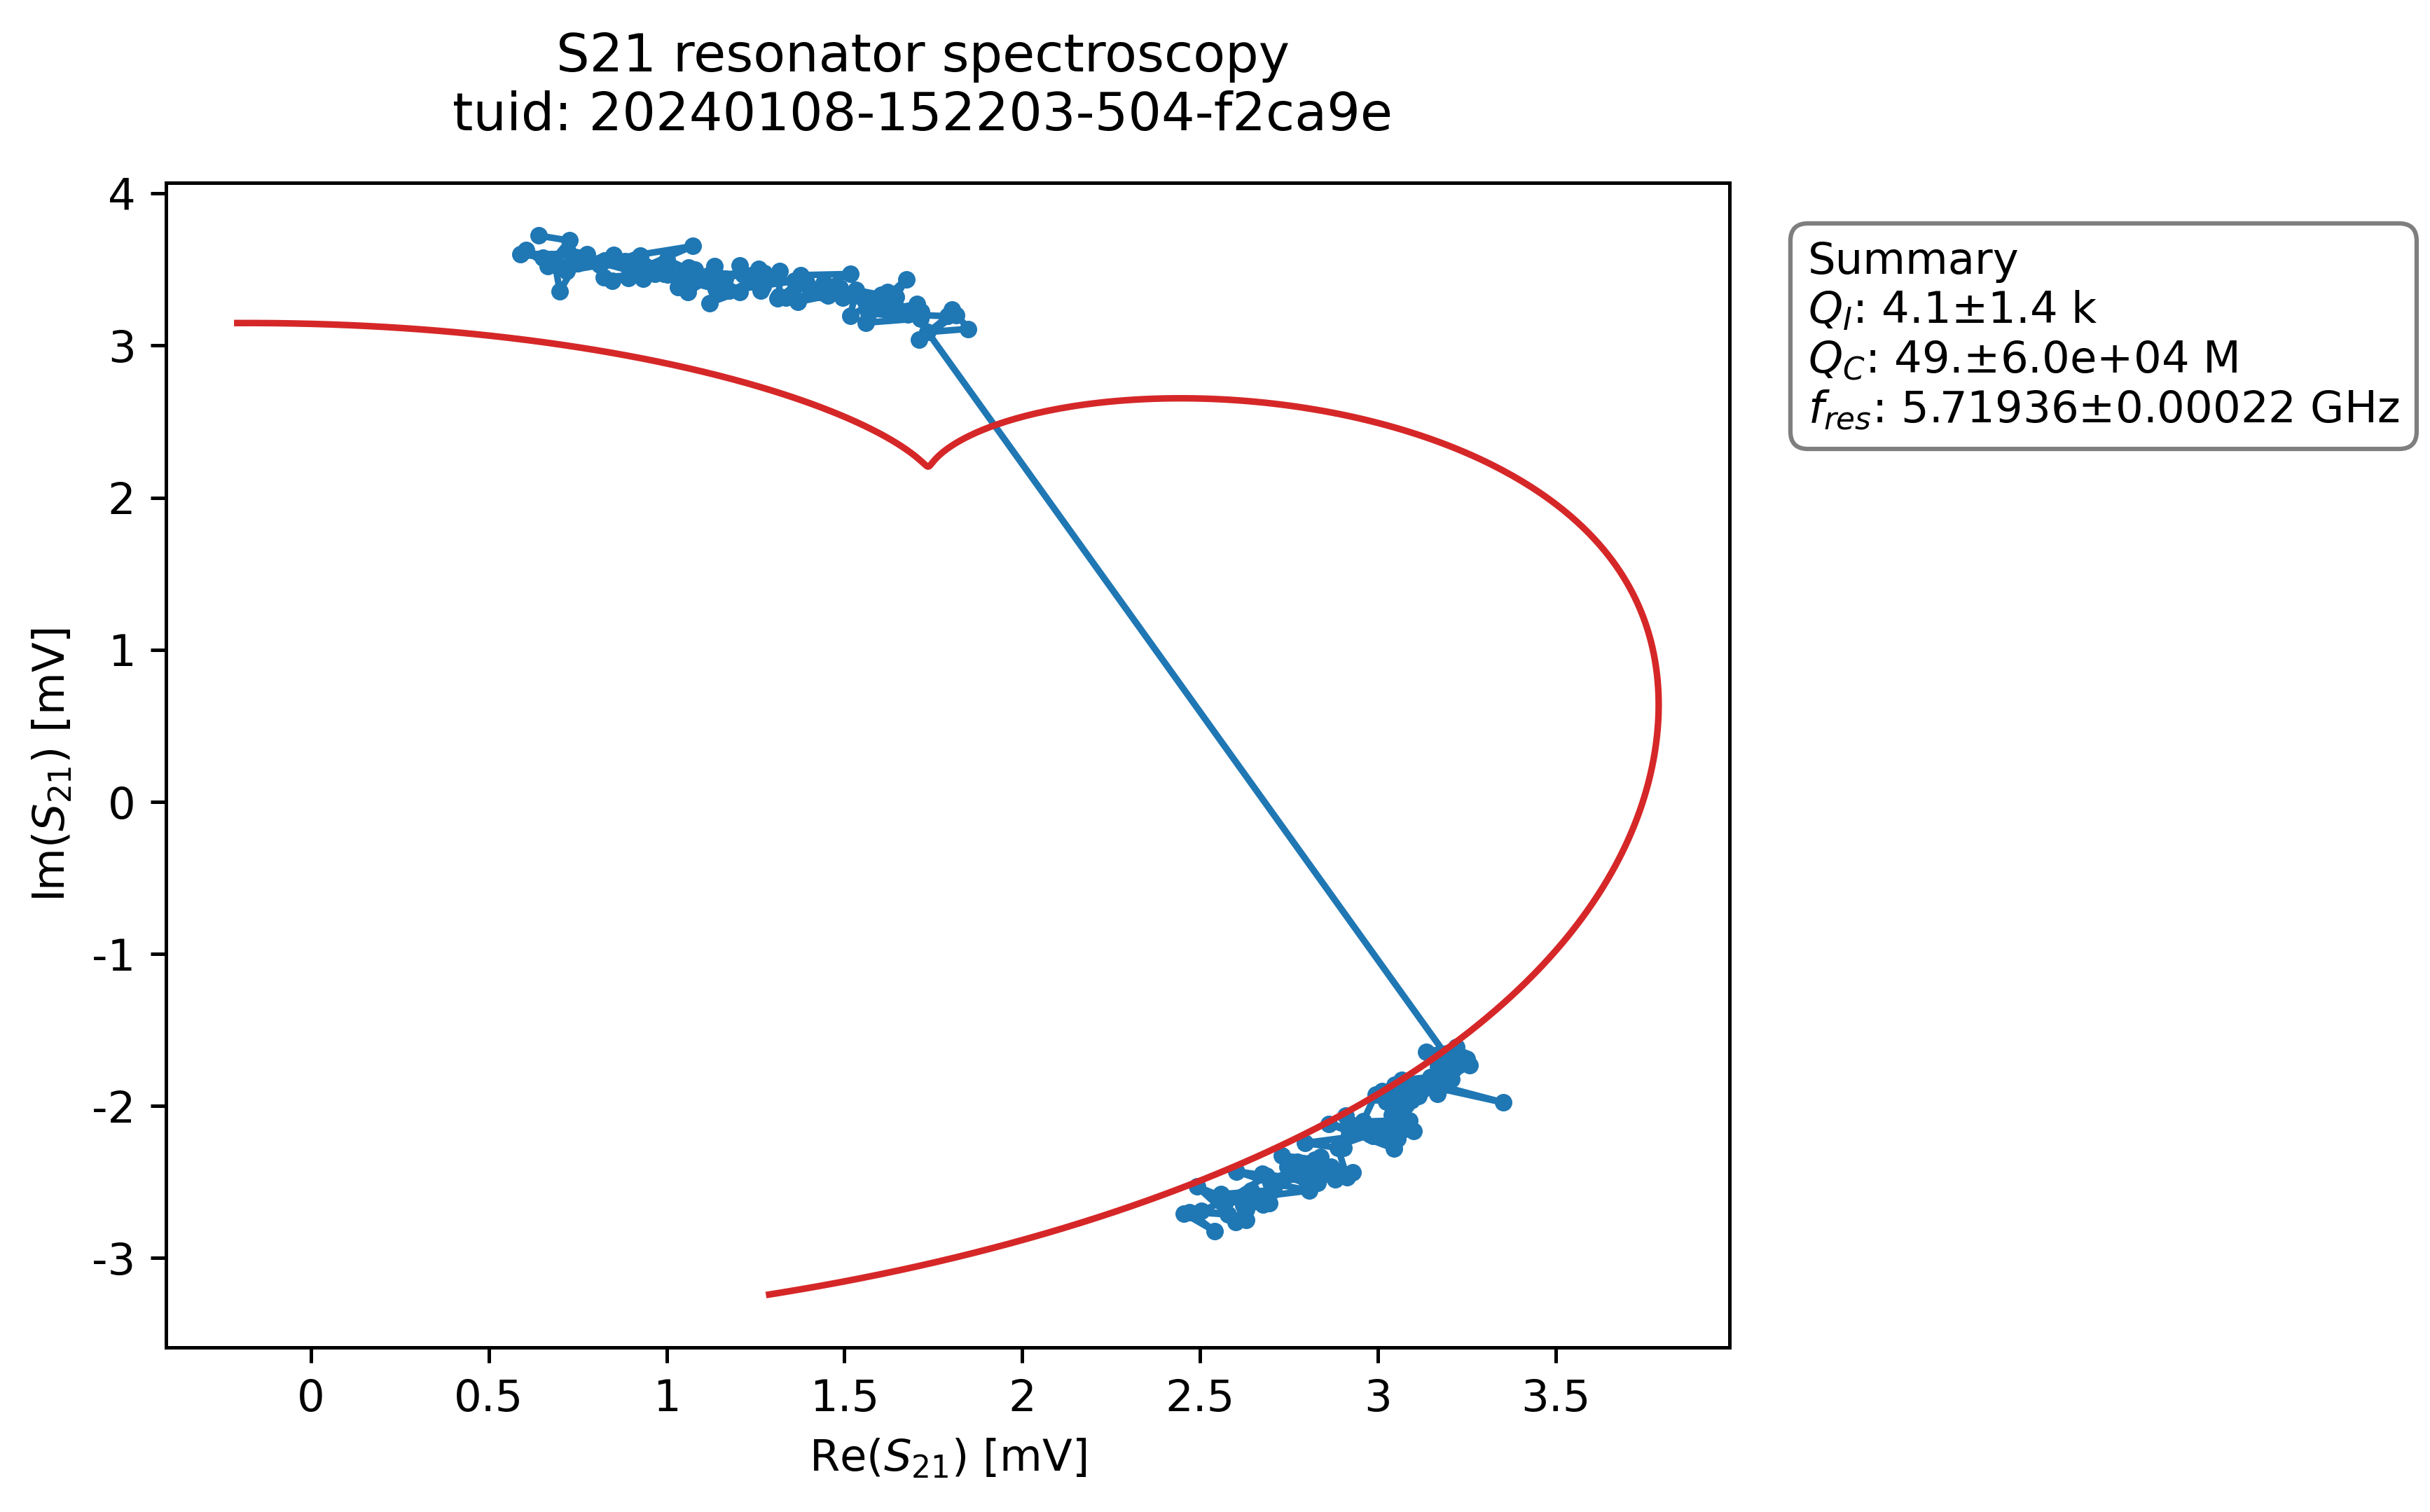 S21 resonator spectroscopy
tuid: 20240108-152203-504-f2ca9e
4
3
2
1
0
-1
-2
-3
Im(S21) [mV]
0 0.5 1 1.5 2 2.5 3 3.5
Re(S21) [mV]
Summary
Ql: 4.1±1.4 k
QC: 49.±6.0e+04 M
fres: 5.71936±0.00022 GHz